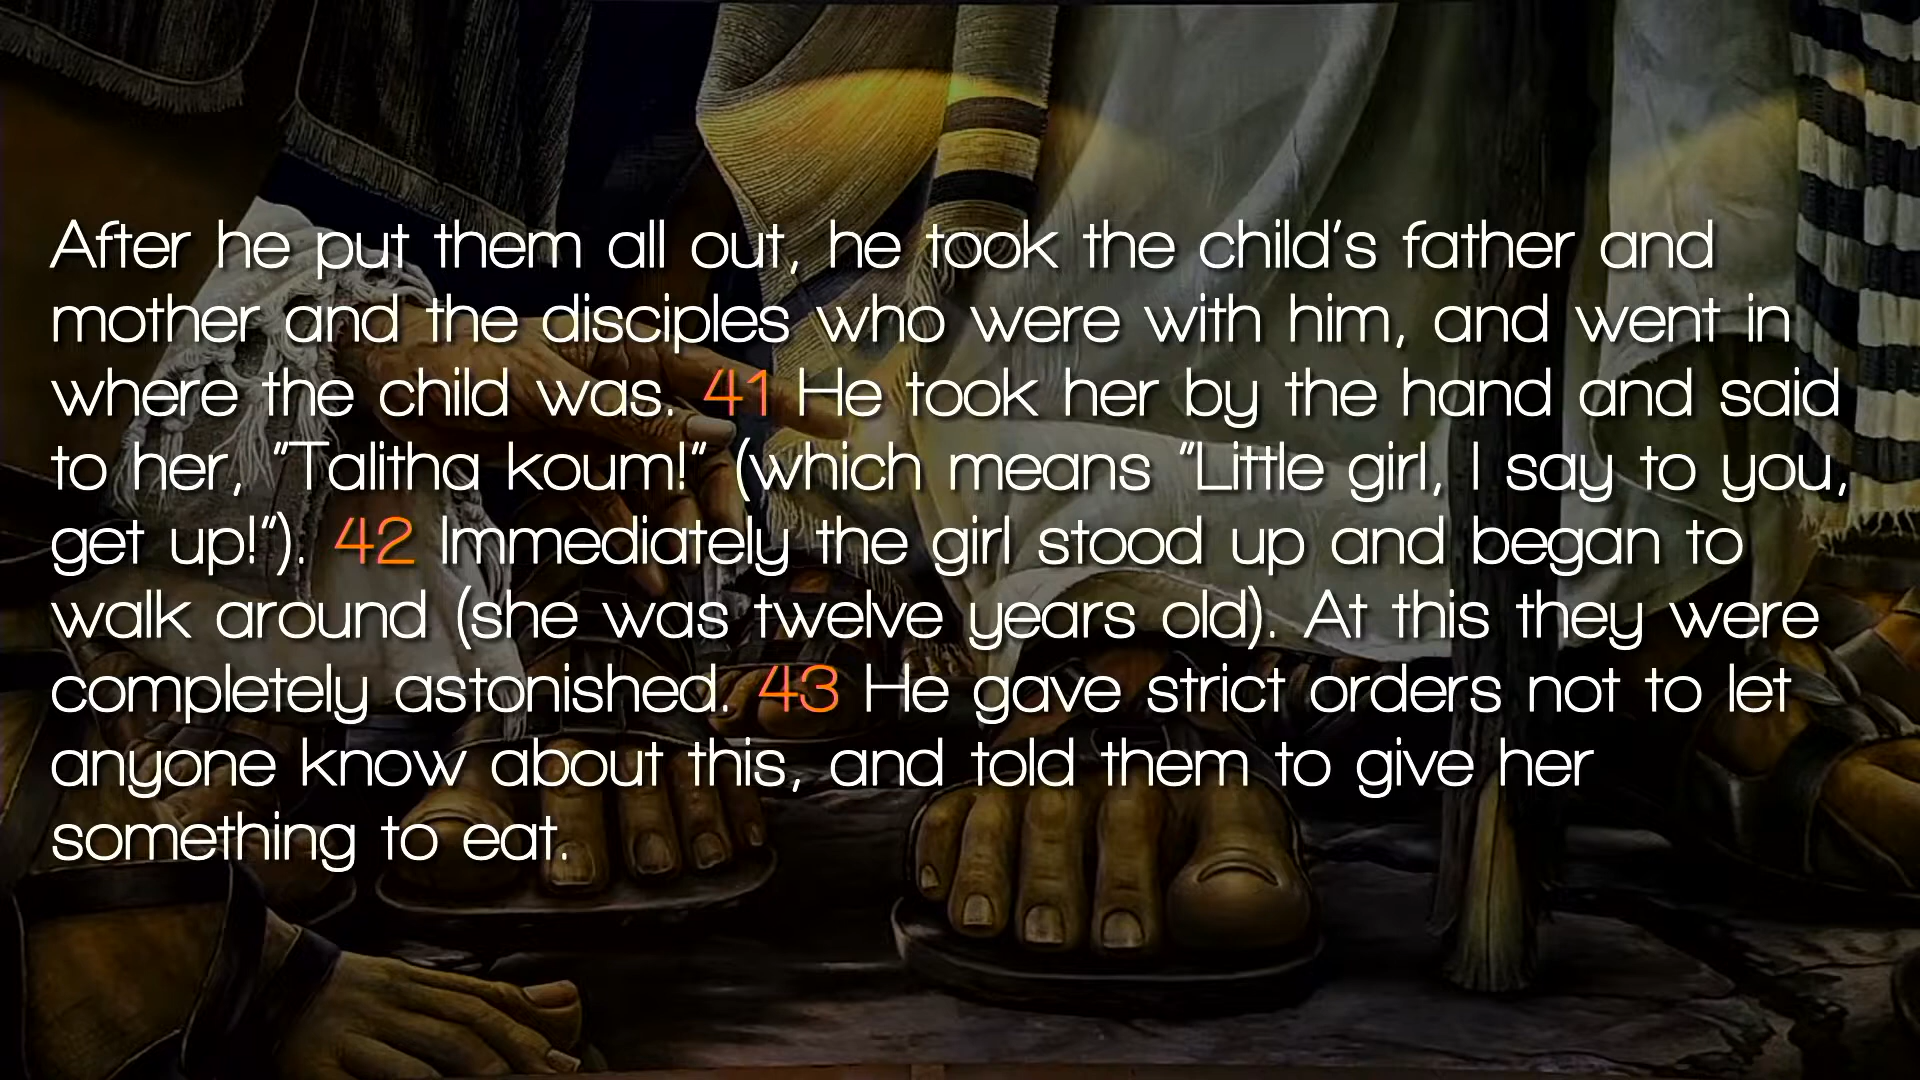 After he put them all out, he took the child's father and
mother and the disciples who were with him, and went in
where the child was. 41 He took her by the hand and said
to her, "Talitha koum!" (which means "Little girl, I say to you,
get up!"). 42 Immediately the girl stood up and began to
walk around (she was twelve years old). At this they were
completely astonished. 43 He gave strict orders not to let
anyone know about this, and told them to give her
something to eat.